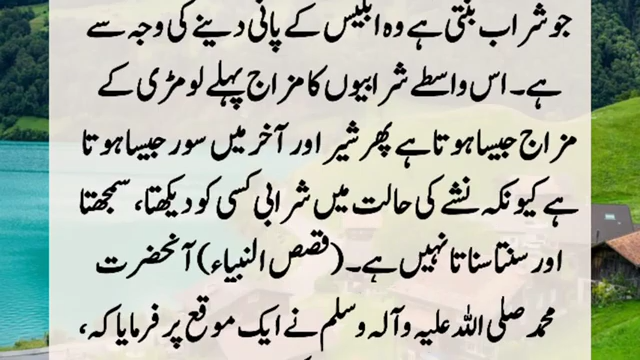 جو شراب بنتی ہے وہ ابلیس کے پانی دینے کی وجہ سے
ہے۔ اس واسطے شرابیوں کا مزاج پہلے لومڑی کے
مزاج جیسا ہوتا ہے پھر شیر اور آخر میں سور جیسا ہوتا
ہے کیونکہ نشے کی حالت میں شرابی کسی کو دیکھتا، سمجھتا
اور سنتا سناتا نہیں ہے۔ (قصص النبیاء) آنحضرت
محمد صلی اللہ علیہ وآلہ وسلم نے ایک موقع پر فرمایا کہ،